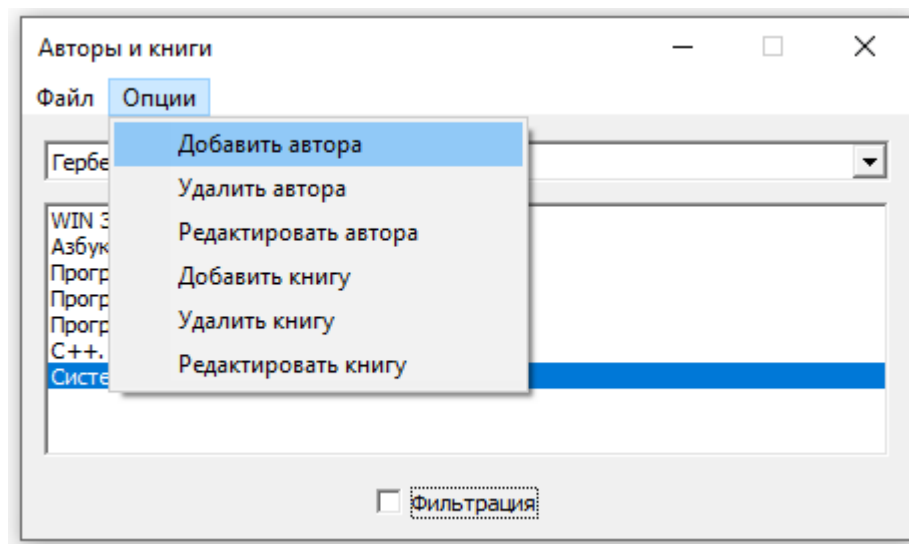 Авторы и книги
Файл Опции
Добавить автора
Гербе
Удалить автора
WIN 3
Редактировать автора
Азбук
Прогр
Добавить книгу
Прогр
Удалить книгу
Прогр
C++.
Редактировать книгу
Систе
Фильтрация